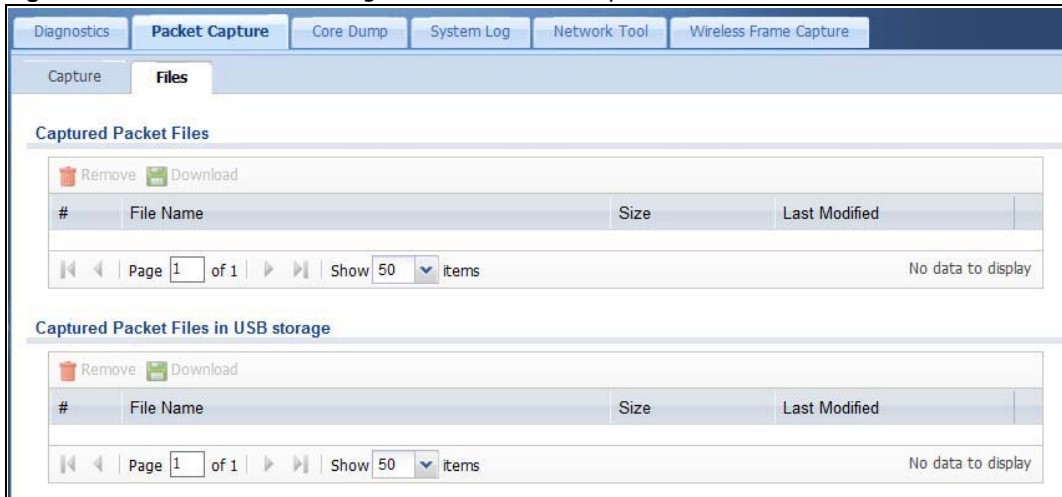 Diagnostics Packet Capture Core Dump System Log Network Tool Wireless Frame Capture
Capture Files
Captured Packet Files
Remove Download
# File Name Size Last Modified
Page 1 of 1 Show 50 items No data to display
Captured Packet Files in USB storage
Remove Download
# File Name Size Last Modified
Page 1 of 1 Show 50 items No data to display